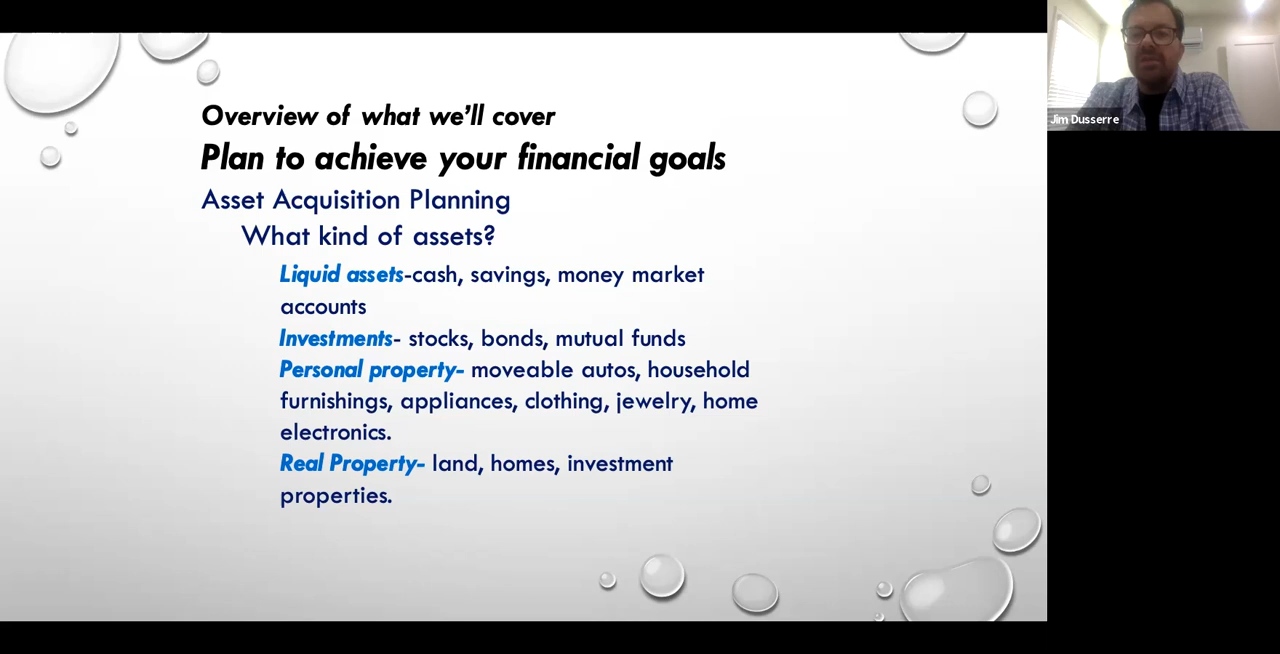 Overview of what we'll cover
Plan to achieve your financial goals
Asset Acquisition Planning
What kind of assets?
Liquid assets-cash, savings, money market
accounts
Investments- stocks, bonds, mutual funds
Personal property- moveable autos, household
furnishings, appliances, clothing, jewelry, home
electronics.
Real Property- land, homes, investment
properties.
Jim Dusserre